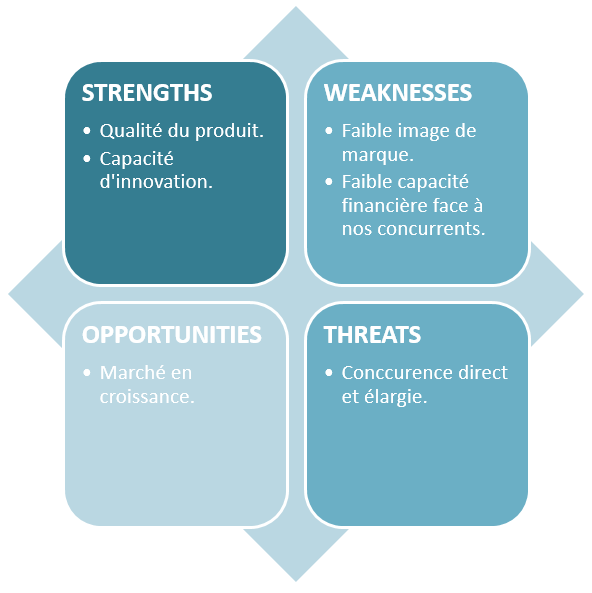 STRENGTHS
• Qualité du produit.
• Capacité
d'innovation.
WEAKNESSES
• Faible image de
marque.
• Faible capacité
financière face à
nos concurrents.
OPPORTUNITIES
• Marché en
croissance.
THREATS
• Conccurence direct
et élargie.